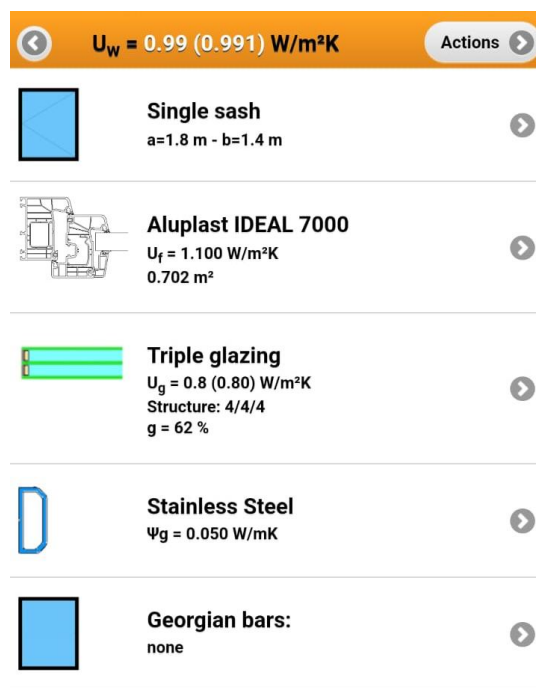 Uw = 0.99 (0.991) W/m²K
Actions
Single sash
a=1.8 m - b=1.4 m
Aluplast IDEAL 7000
Uf = 1.100 W/m²K
0.702 m²
Triple glazing
Ug = 0.8 (0.80) W/m²K
Structure: 4/4/4
g = 62 %
Stainless Steel
Ψg = 0.050 W/mK
Georgian bars:
none